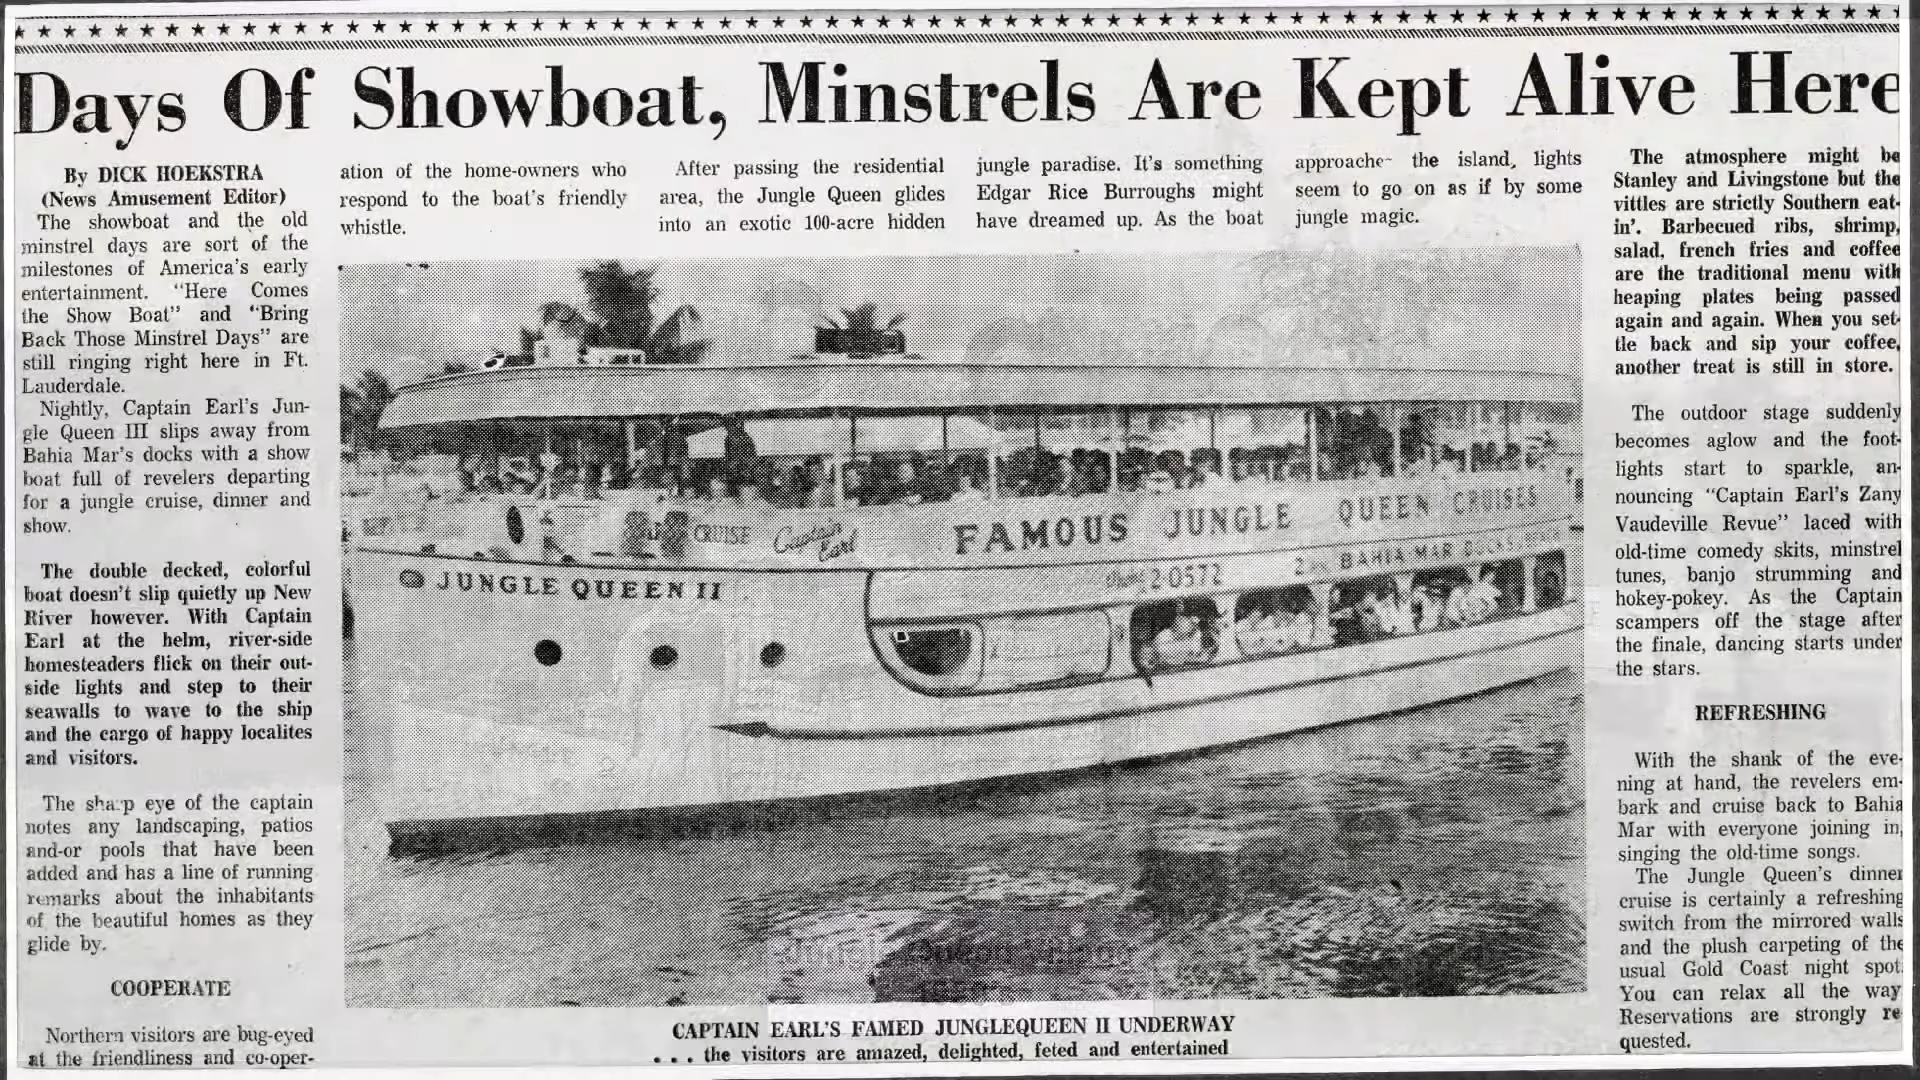 Days Of Showboat, Minstrels Are Kept Alive Here
By DICK HOEKSTRA
(News Amusement Editor)
The showboat and the old
minstrel days are sort of the
milestones of America's early
entertainment. "Here Comes
the Show Boat" and "Bring
Back Those Minstrel Days" are
still ringing right here in Ft.
Lauderdale.
Nightly, Captain Earl's Jun-
gle Queen III slips away from
Bahia Mar's docks with a show
boat full of revelers departing
for a jungle cruise, dinner and
show.
The double decked, colorful
boat doesn't slip quietly up New
River however. With Captain
Earl at the helm, river-side
homesteaders flick on their out-
side lights and step to their
seawalls to wave to the ship
and the cargo of happy localites
and visitors.
The sharp eye of the captain
notes any landscaping, patios
and-or pools that have been
added and has a line of running
remarks about the inhabitants
of the beautiful homes as they
glide by.
COOPERATE
Northern visitors are bug-eyed
at the friendliness and co-oper-
ation of the home-owners who
respond to the boat's friendly
whistle.
After passing the residential
area, the Jungle Queen glides
into an exotic 100-acre hidden
jungle paradise. It's something
Edgar Rice Burroughs might
have dreamed up. As the boat
approache- the island, lights
seem to go on as if by some
jungle magic.
CRUISE Captain Earl FAMOUS JUNGLE QUEEN CRUISES
JUNGLE QUEEN II
2-0572 BAHIA MAR
Jungle Queen Village
CAPTAIN EARL'S FAMED JUNGLEQUEEN II UNDERWAY
. . . the visitors are amazed, delighted, feted and entertained
The atmosphere might be
Stanley and Livingstone but the
vittles are strictly Southern eat-
in'. Barbecued ribs, shrimp,
salad, french fries and coffee
are the traditional menu with
heaping plates being passed
again and again. When you set-
tle back and sip your coffee,
another treat is still in store.
The outdoor stage suddenly
becomes aglow and the foot-
lights start to sparkle, an-
nouncing "Captain Earl's Zany
Vaudeville Revue" laced with
old-time comedy skits, minstrel
tunes, banjo strumming and
hokey-pokey. As the Captain
scampers off the stage after
the finale, dancing starts under
the stars.
REFRESHING
With the shank of the eve-
ning at hand, the revelers em-
bark and cruise back to Bahia
Mar with everyone joining in,
singing the old-time songs.
The Jungle Queen's dinner
cruise is certainly a refreshing
switch from the mirrored walls
and the plush carpeting of the
usual Gold Coast night spot.
You can relax all the way
Reservations are strongly re
quested.